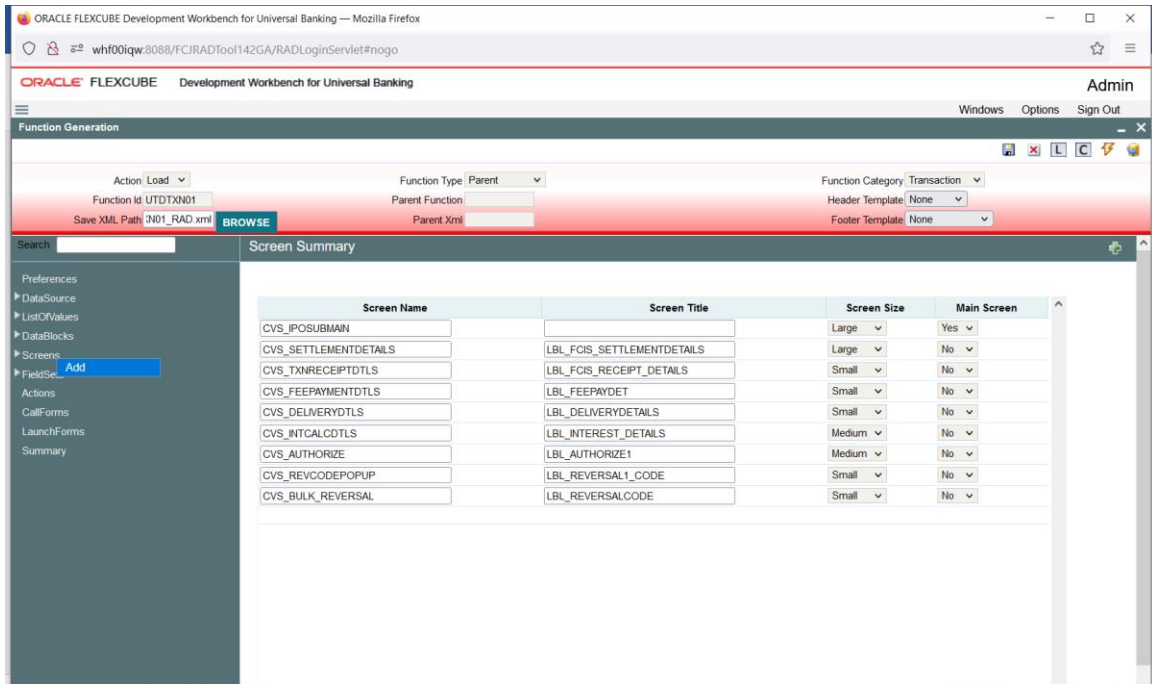 ORACLE FLEXCUBE Development Workbench for Universal Banking — Mozilla Firefox
whf00iqw:8088/FCJRADTool142GA/RADLoginServlet#nogo
ORACLE FLEXCUBE Development Workbench for Universal Banking Admin
Windows Options Sign Out
Function Generation
L C
Action Load Function Type Parent Function Category Transaction
Function Id UTDTXN01 Parent Function Header Template None
Save XML Path N01_RAD.xml BROWSE Parent Xml Footer Template None
Search Screen Summary
Preferences
DataSource
ListOfValues
DataBlocks
Screens
Add
FieldSe
Actions
CallForms
LaunchForms
Summary
Screen Name Screen Title Screen Size Main Screen
CVS_IPOSUBMAIN Large Yes
CVS_SETTLEMENTDETAILS LBL_FCIS_SETTLEMENTDETAILS Large No
CVS_TXNRECEIPTDTLS LBL_FCIS_RECEIPT_DETAILS Small No
CVS_FEEPAYMENTDTLS LBL_FEEPAYDET Small No
CVS_DELIVERYDTLS LBL_DELIVERYDETAILS Small No
CVS_INTCALCDTLS LBL_INTEREST_DETAILS Medium No
CVS_AUTHORIZE LBL_AUTHORIZE1 Medium No
CVS_REVCODEPOPUP LBL_REVERSAL1_CODE Small No
CVS_BULK_REVERSAL LBL_REVERSALCODE Small No